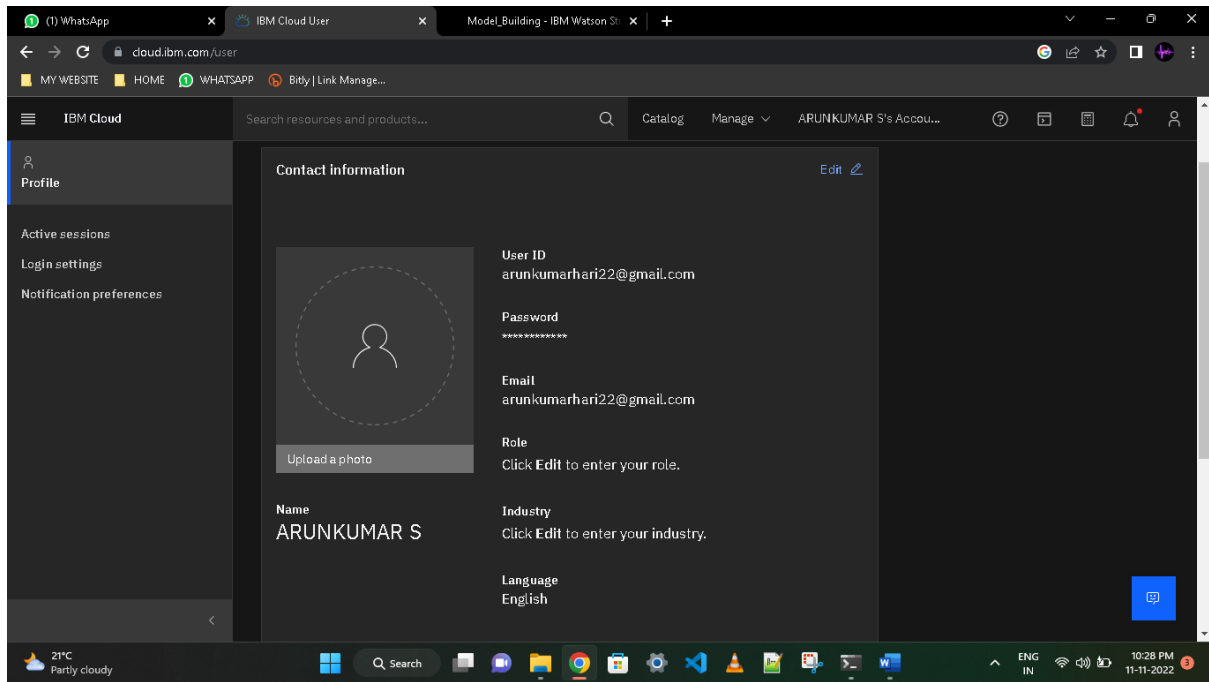 (1) WhatsApp
IBM Cloud User
Model_Building - IBM Watson St
cloud.ibm.com/user
MY WEBSITE
HOME
WHATSAPP
Bitly | Link Manage...
IBM Cloud
Search resources and products...
Catalog
Manage
ARUNKUMAR S's Accou...
Profile
Active sessions
Login settings
Notification preferences
Contact information
Edit
User ID
arunkumarhari22@gmail.com
Password
************
Email
arunkumarhari22@gmail.com
Role
Click Edit to enter your role.
Upload a photo
Name
ARUNKUMAR S
Industry
Click Edit to enter your industry.
Language
English
21°C
Partly cloudy
Search
ENG
IN
10:28 PM
11-11-2022
3